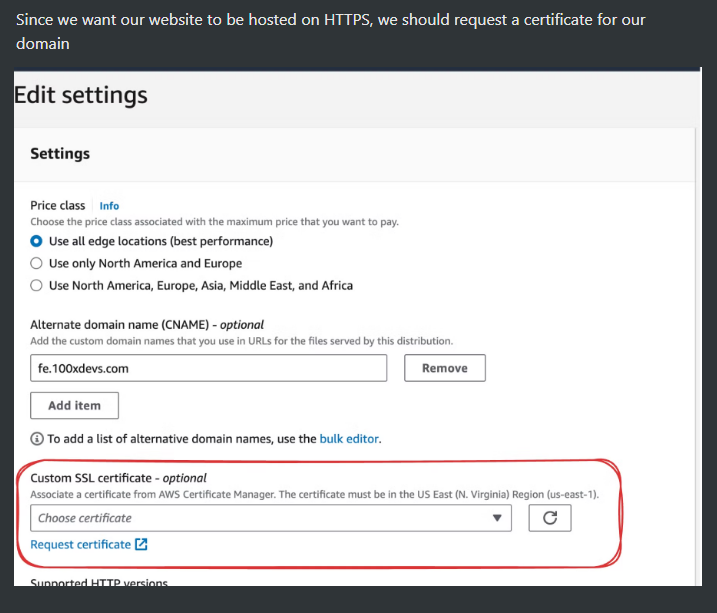 Since we want our website to be hosted on HTTPS, we should request a certificate for our
domain
Edit settings
Settings
Price class Info
Choose the price class associated with the maximum price that you want to pay.
Use all edge locations (best performance)
Use only North America and Europe
Use North America, Europe, Asia, Middle East, and Africa
Alternate domain name (CNAME) - optional
Add the custom domain names that you use in URLs for the files served by this distribution.
fe.100xdevs.com Remove
Add item
To add a list of alternative domain names, use the bulk editor.
Custom SSL certificate - optional
Associate a certificate from AWS Certificate Manager. The certificate must be in the US East (N. Virginia) Region (us-east-1).
Choose certificate
Request certificate
Supported HTTP versions